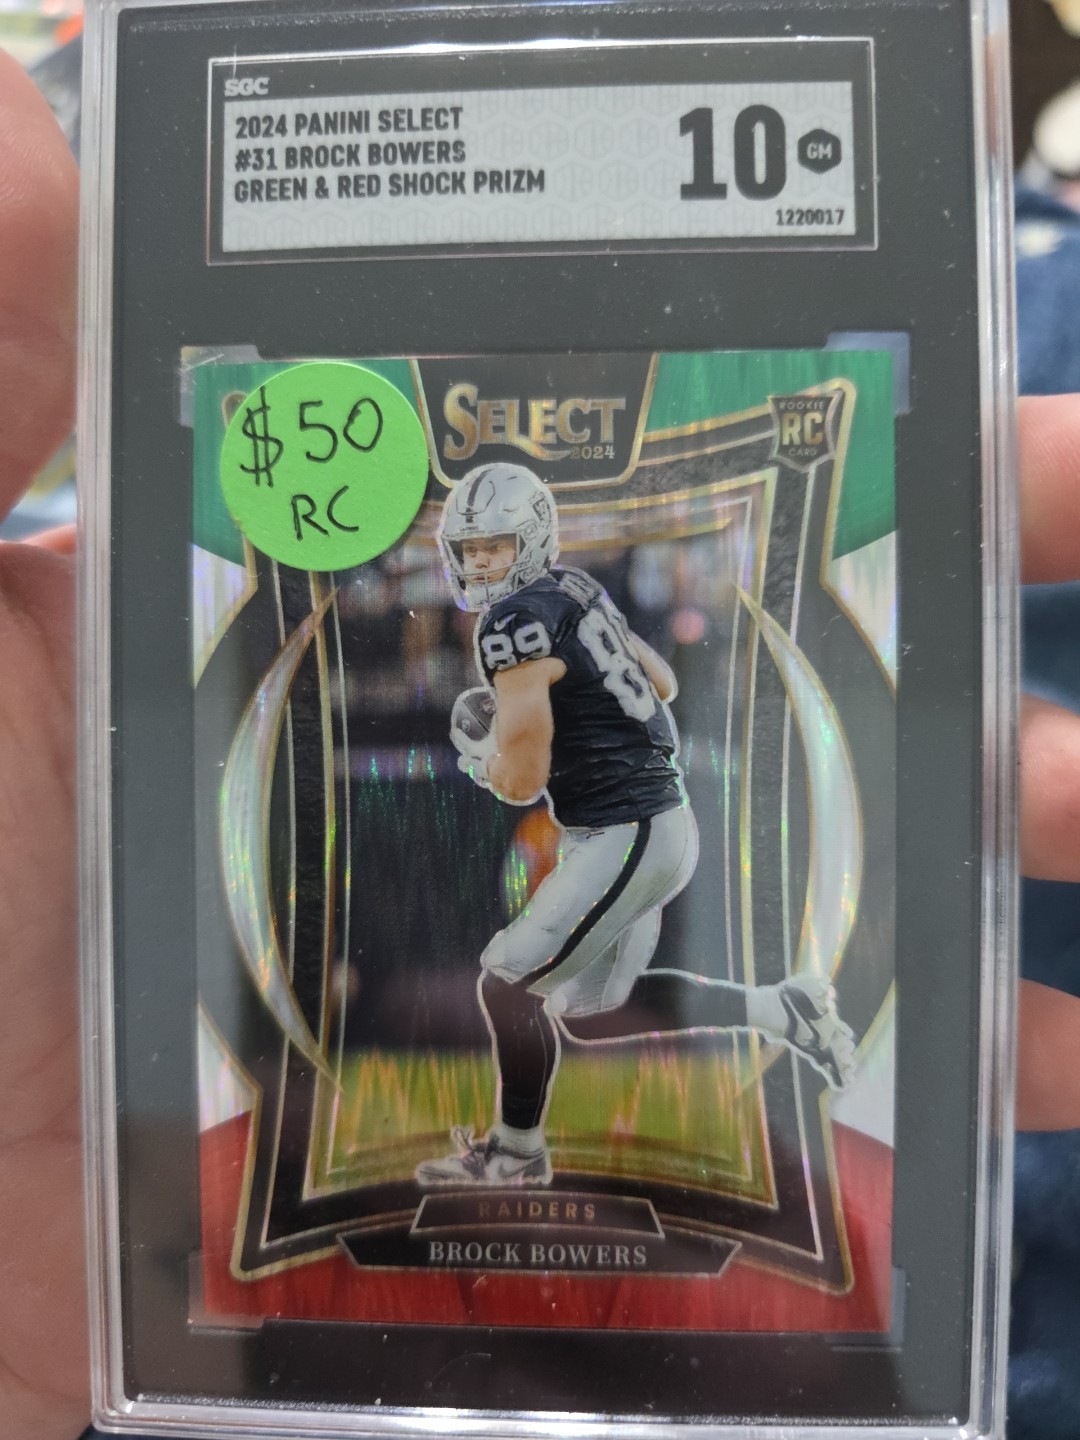 SGC
2024 PANINI SELECT
#31 BROCK BOWERS
GREEN & RED SHOCK PRIZM
10 GM
1220017
$50
RC
SELECT
2024
ROOKIE
RC
CARD
89
8
RAIDERS
BROCK BOWERS